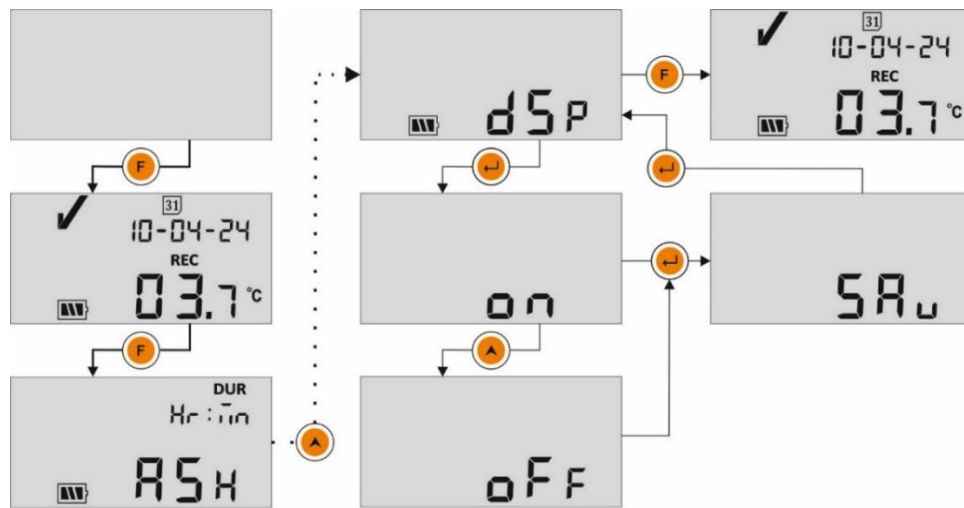 F
31
10-04-24
REC
03.7 °C
F
DUR
Hr:mn
ASH
dSP
on
oFF
F
31
10-04-24
REC
03.7 °C
SAu